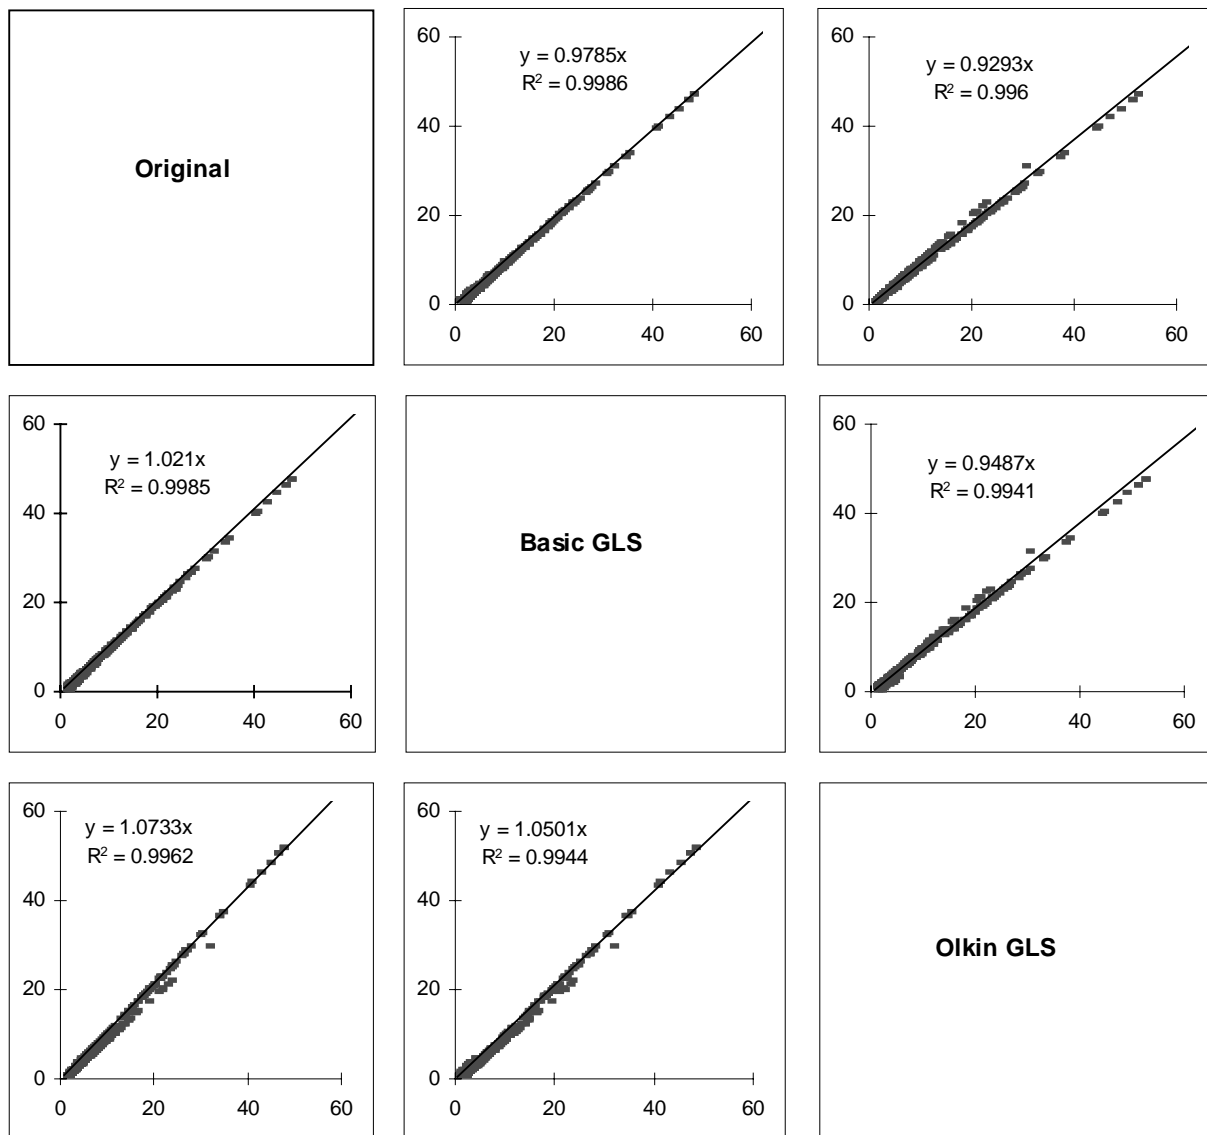 60
y = 0.9785x
R² = 0.9986
40
20
0
0 20 40 60
60
y = 0.9293x
R² = 0.996
40
20
0
0 20 40 60
Original
60
y = 1.021x
R² = 0.9985
40
20
0
0 20 40 60
Basic GLS
60
y = 0.9487x
R² = 0.9941
40
20
0
0 20 40 60
60
y = 1.0733x
R² = 0.9962
40
20
0
0 20 40 60
60
y = 1.0501x
R² = 0.9944
40
20
0
0 20 40 60
Olkin GLS